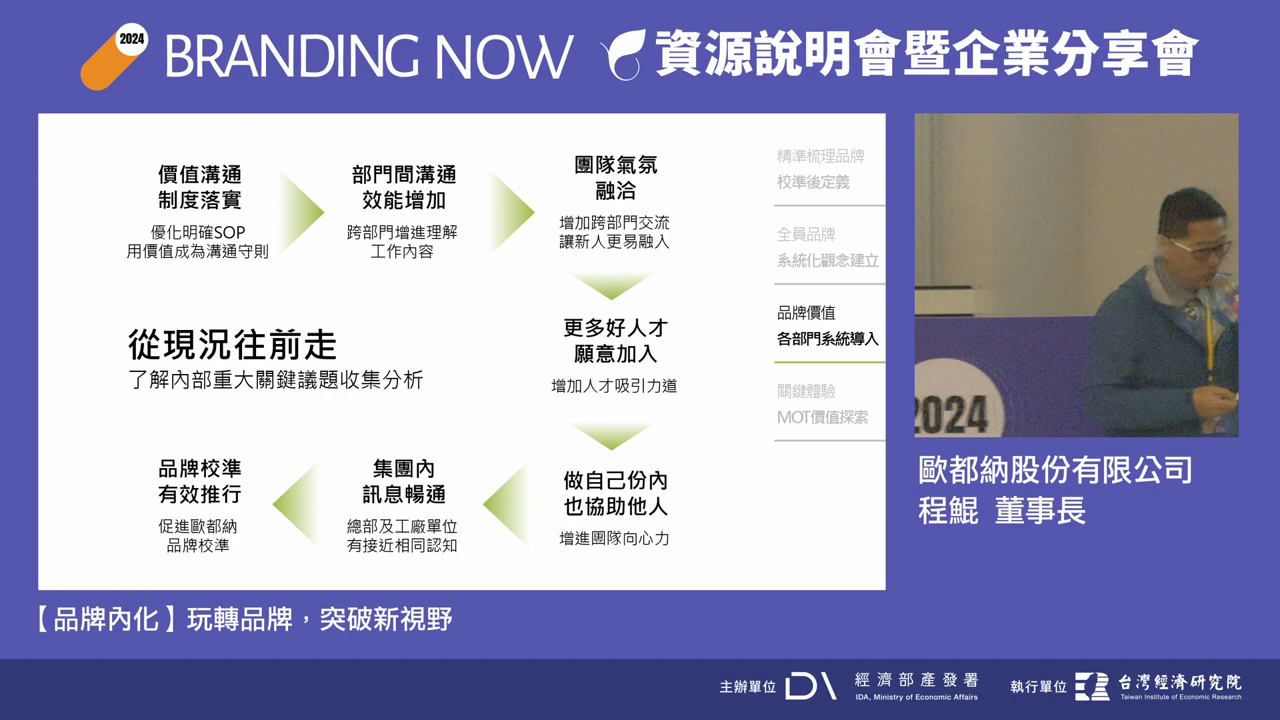 2024
BRANDING NOW
資源說明會暨企業分享會
價值溝通
制度落實
優化明確SOP
用價值成為溝通守則
部門間溝通
效能增加
跨部門增進理解
工作內容
團隊氣氛
融洽
增加跨部門交流
讓新人更易融入
更多好人才
願意加入
增加人才吸引力道
做自己份內
也協助他人
增進團隊向心力
集團內
訊息暢通
總部及工廠單位
有接近相同認知
品牌校準
有效推行
促進歐都納
品牌校準
從現況往前走
了解內部重大關鍵議題收集分析
精準梳理品牌
校準後定義
全員品牌
系統化觀念建立
品牌價值
各部門系統導入
關鍵體驗
MOT價值探索
2024
歐都納股份有限公司
程鯤 董事長
【品牌內化】玩轉品牌，突破新視野
主辦單位
經濟部產發署
IDA, Ministry of Economic Affairs
執行單位
台灣經濟研究院
Taiwan Institute of Economic Research